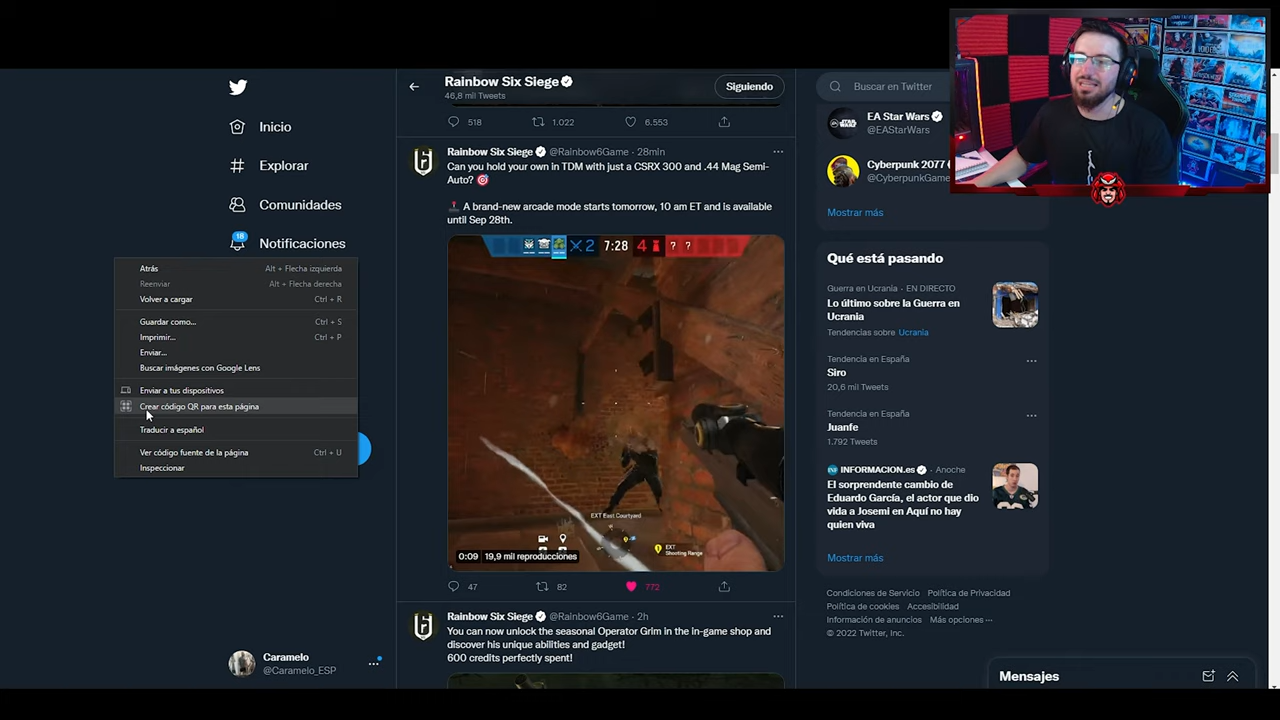 Inicio
Explorar
Comunidades
18
Notificaciones
Atrás Alt + Flecha izquierda
Reenviar Alt + Flecha derecha
Volver a cargar Ctrl + R
Guardar como... Ctrl + S
Imprimir... Ctrl + P
Enviar...
Buscar imágenes con Google Lens
Enviar a tus dispositivos
Crear código QR para esta página
Traducir a español
Ver código fuente de la página Ctrl + U
Inspeccionar
Caramelo
@Caramelo_ESP
Rainbow Six Siege
46,8 mil Tweets
Siguiendo
518 1.022 6.553
Rainbow Six Siege @Rainbow6Game · 28min
Can you hold your own in TDM with just a CSRX 300 and .44 Mag Semi-
Auto?
A brand-new arcade mode starts tomorrow, 10 am ET and is available
until Sep 28th.
2 7:28 4 ? ?
EXT East Courtyard
EXT
Shooting Range
0:09 19,9 mil reproducciones
47 82 772
Rainbow Six Siege @Rainbow6Game · 2h
You can now unlock the seasonal Operator Grim in the in-game shop and
discover his unique abilities and gadget!
600 credits perfectly spent!
Buscar en Twitter
EA Star Wars
@EAStarWars
Cyberpunk 2077
@CyberpunkGame
Mostrar más
Qué está pasando
Guerra en Ucrania · EN DIRECTO
Lo último sobre la Guerra en
Ucrania
Tendencias sobre Ucrania
Tendencia en España
Siro
20,6 mil Tweets
Tendencia en España
Juanfe
1.792 Tweets
INFORMACION.es · Anoche
El sorprendente cambio de
Eduardo García, el actor que dio
vida a Josemi en Aquí no hay
quien viva
Mostrar más
Condiciones de Servicio Política de Privacidad
Política de cookies Accesibilidad
Información de anuncios Más opciones ···
© 2022 Twitter, Inc.
Mensajes